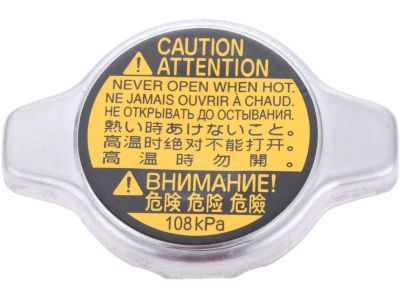 CAUTION
ATTENTION
NEVER OPEN WHEN HOT.
NE JAMAIS OUVRIR À CHAUD.
НЕ ОТКРЫВАТЬ ДО ОСТЫВАНИЯ.
熱い時あけないこと。
高温时绝对不能打开。
高温時勿開。
ВНИМАНИЕ!
危険 危险 危險
108kPa